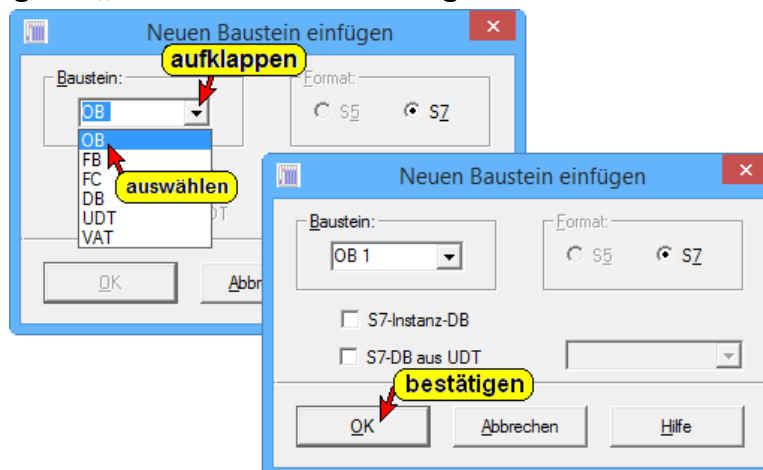 Neuen Baustein einfügen
aufklappen
Baustein:
Format:
OB
S5
S7
OB
FB
FC
DB
UDT
VAT
auswählen
OK
Neuen Baustein einfügen
Baustein:
Format:
OB 1
S5
S7
S7-Instanz-DB
S7-DB aus UDT
bestätigen
OK
Abbrechen
Hilfe